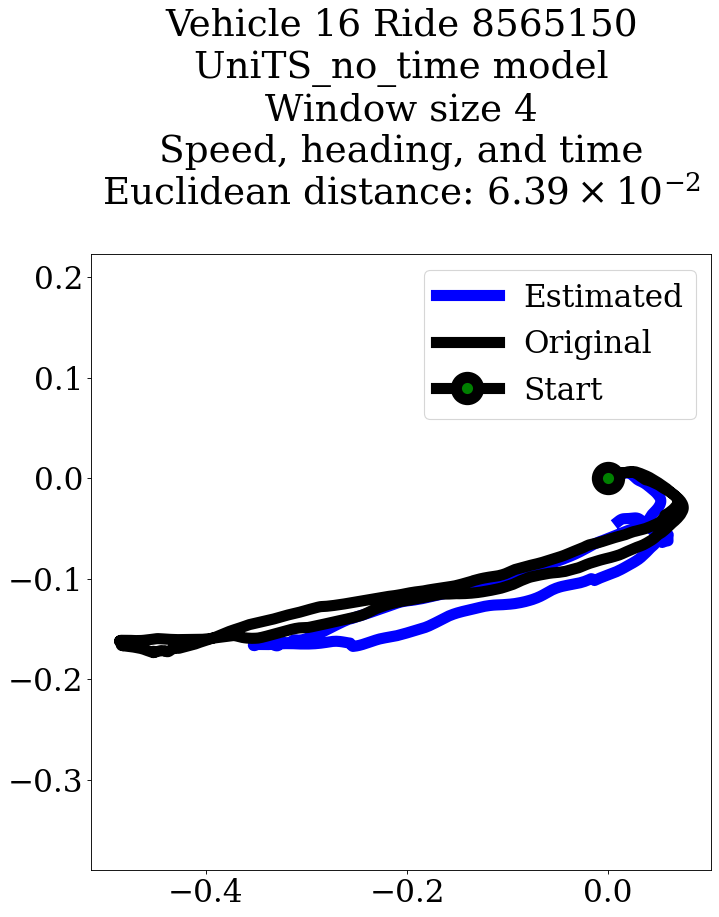 Vehicle 16 Ride 8565150
UniTS_no_time model
Window size 4
Speed, heading, and time
Euclidean distance: 6.39 × 10⁻²
Estimated
Original
Start
0.2
0.1
0.0
−0.1
−0.2
−0.3
−0.4
−0.2
0.0